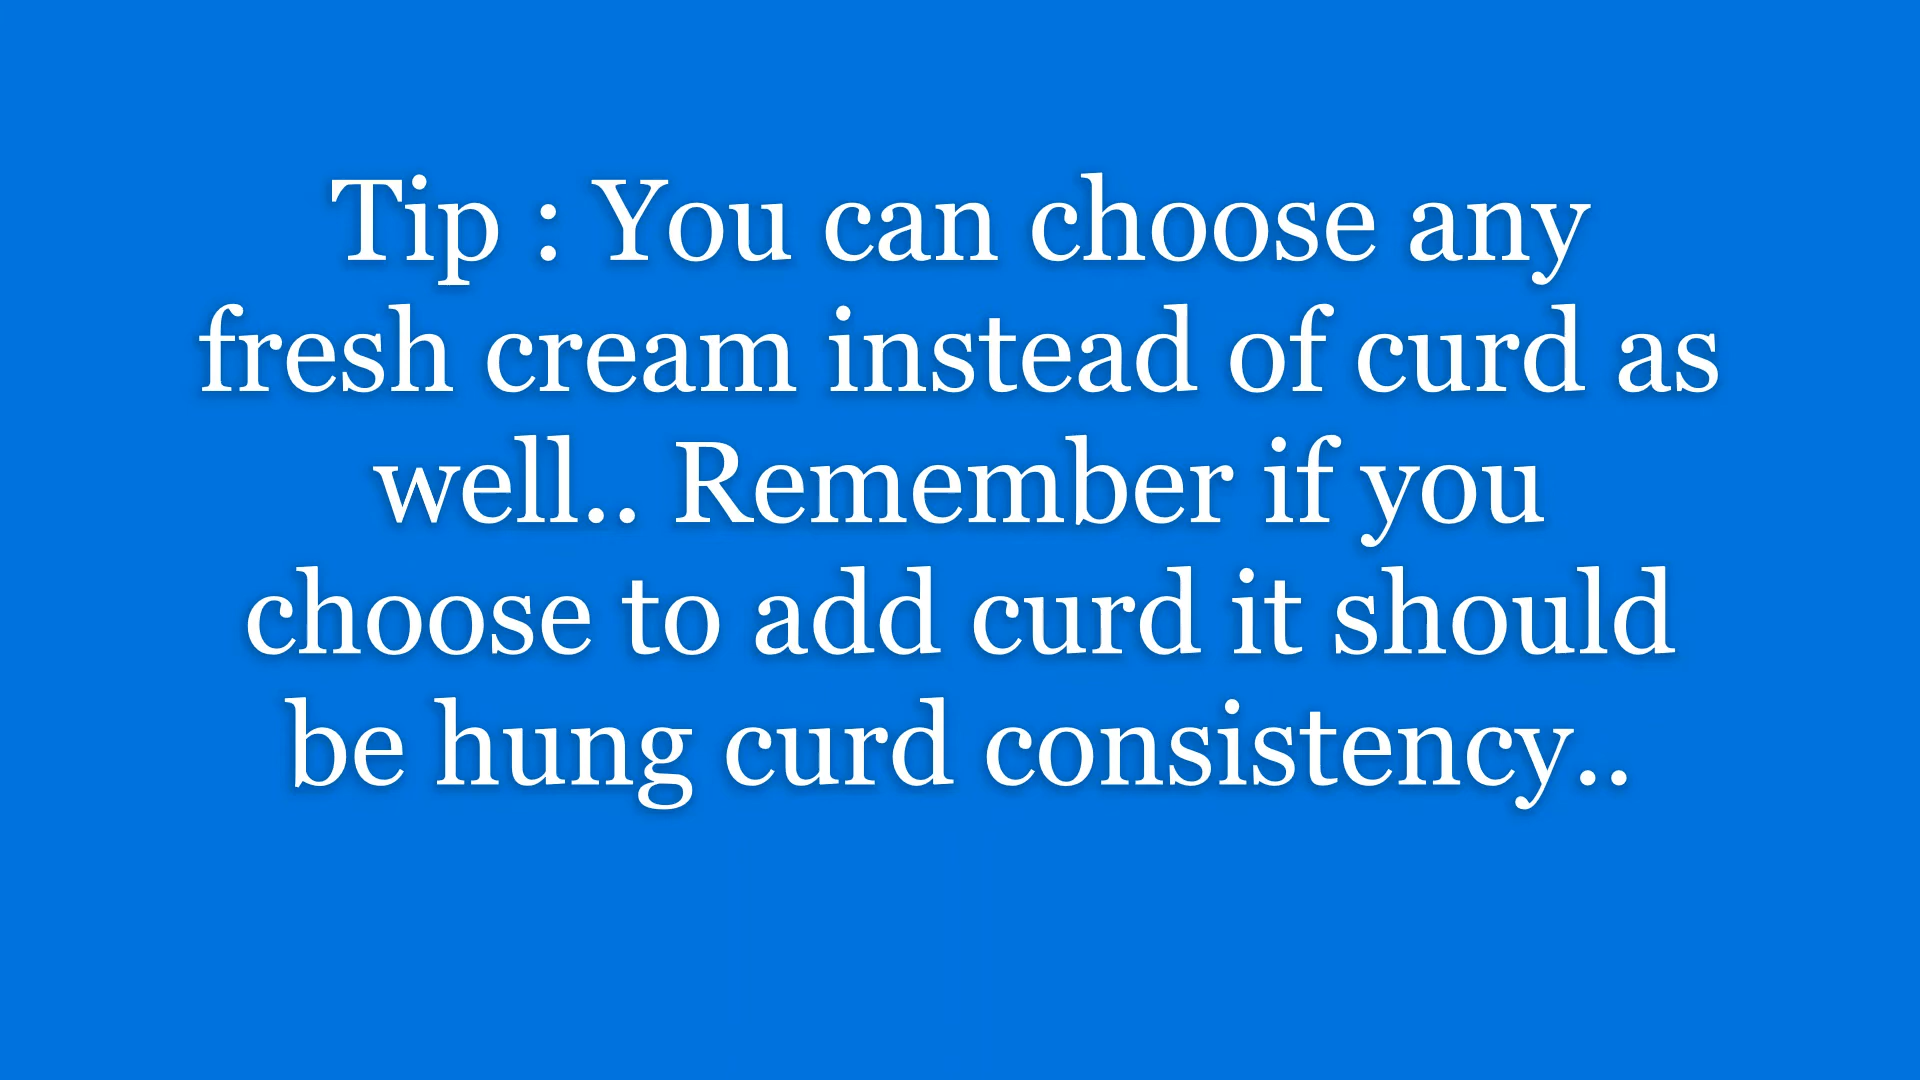 Tip : You can choose any
fresh cream instead of curd as
well.. Remember if you
choose to add curd it should
be hung curd consistency..